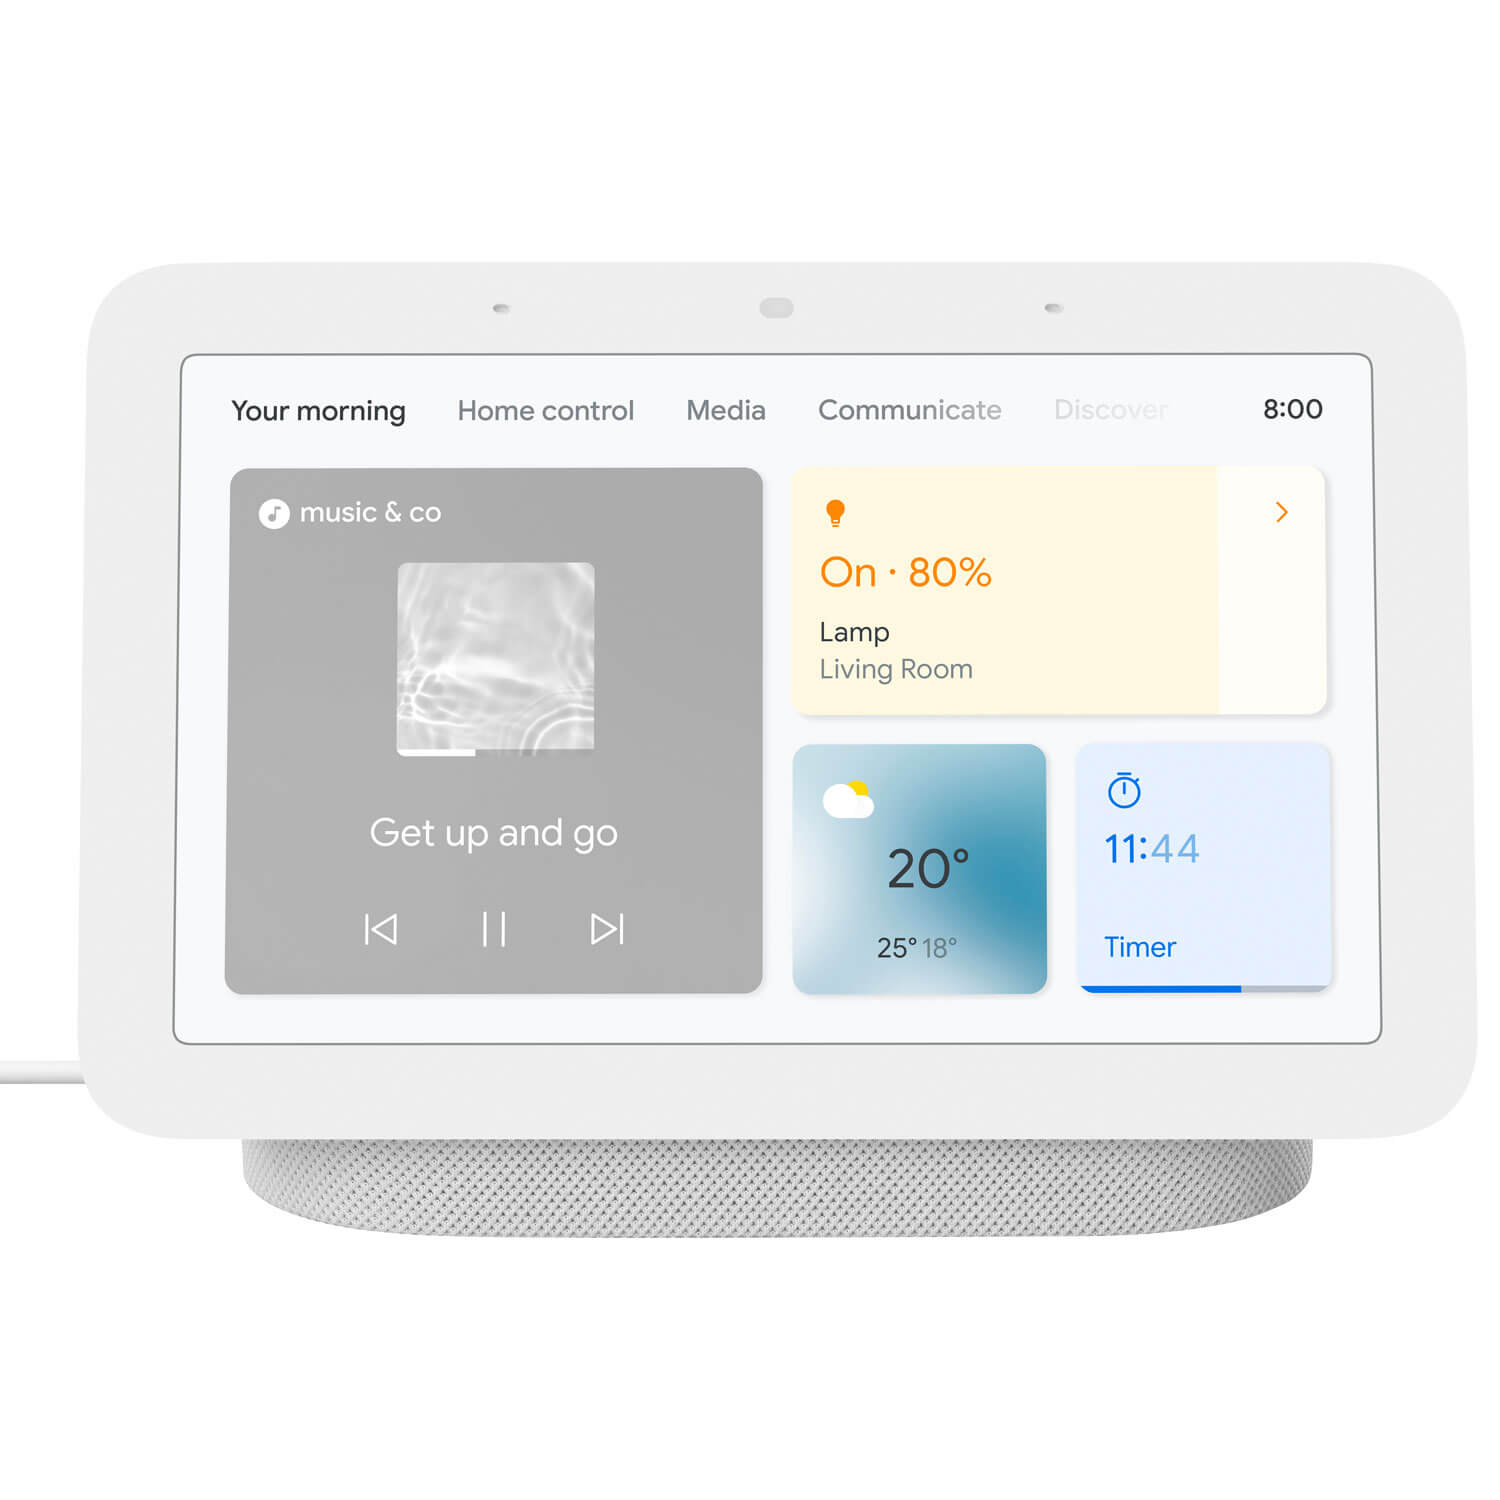 Your morning Home control Media Communicate Discover 8:00
music & co
Get up and go
On · 80%
Lamp
Living Room
20°
25° 18°
11:44
Timer